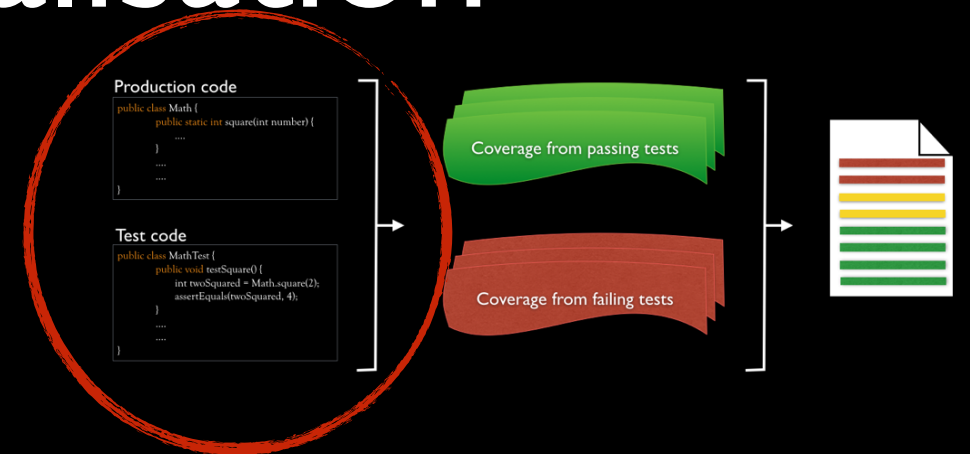 Production code
public class Math {
public static int square(int number) {
....
}
....
....
}
Test code
public class MathTest {
public void testSquare() {
int twoSquared = Math.square(2);
assertEquals(twoSquared, 4);
}
....
....
}
Coverage from passing tests
Coverage from failing tests